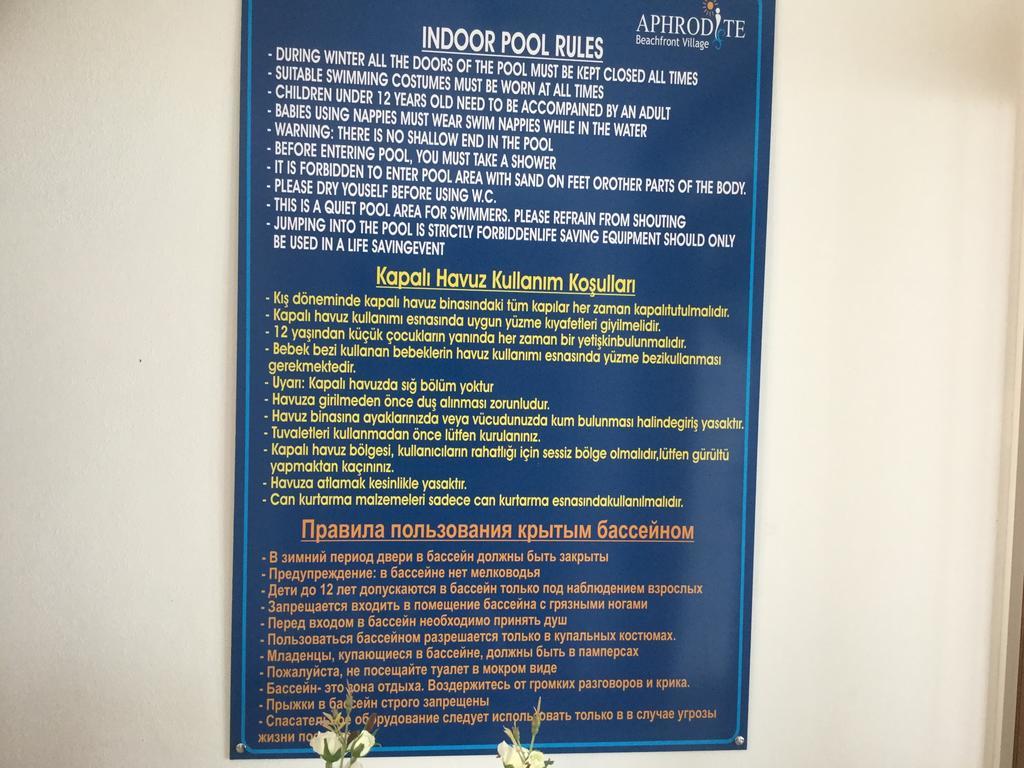 APHRODITE
Beachfront Village
INDOOR POOL RULES
- DURING WINTER ALL THE DOORS OF THE POOL MUST BE KEPT CLOSED ALL TIMES
- SUITABLE SWIMMING COSTUMES MUST BE WORN AT ALL TIMES
- CHILDREN UNDER 12 YEARS OLD NEED TO BE ACCOMPAINED BY AN ADULT
- BABIES USING NAPPIES MUST WEAR SWIM NAPPIES WHILE IN THE WATER
- WARNING: THERE IS NO SHALLOW END IN THE POOL
- BEFORE ENTERING POOL, YOU MUST TAKE A SHOWER
- IT IS FORBIDDEN TO ENTER POOL AREA WITH SAND ON FEET OROTHER PARTS OF THE BODY.
- PLEASE DRY YOUSELF BEFORE USING W.C.
- THIS IS A QUIET POOL AREA FOR SWIMMERS. PLEASE REFRAIN FROM SHOUTING
- JUMPING INTO THE POOL IS STRICTLY FORBIDDENLIFE SAVING EQUIPMENT SHOULD ONLY
BE USED IN A LIFE SAVINGEVENT
Kapalı Havuz Kullanım Koşulları
- Kış döneminde kapalı havuz binasındaki tüm kapılar her zaman kapalıtutulmalıdır.
- Kapalı havuz kullanımı esnasında uygun yüzme kıyafetleri giyilmelidir.
- 12 yaşından küçük çocukların yanında her zaman bir yetişkinbulunmalıdır.
- Bebek bezi kullanan bebeklerin havuz kullanımı esnasında yüzme bezikullanması
gerekmektedir.
- Uyarı: Kapalı havuzda sığ bölüm yoktur
- Havuza girilmeden önce duş alınması zorunludur.
- Havuz binasına ayaklarınızda veya vücudunuzda kum bulunması halindegiriş yasaktır.
- Tuvaletleri kullanmadan önce lütfen kurulanınız.
- Kapalı havuz bölgesi, kullanıcıların rahatlığı için sessiz bölge olmalıdır,lütfen gürültü
yapmaktan kaçınınız.
- Havuza atlamak kesinlikle yasaktır.
- Can kurtarma malzemeleri sadece can kurtarma esnasındakullanılmalıdır.
Правила пользования крытым бассейном
- В зимний период двери в бассейн должны быть закрыты
- Предупреждение: в бассейне нет мелководья
- Дети до 12 лет допускаются в бассейн только под наблюдением взрослых
- Запрещается входить в помещение бассейна с грязными ногами
- Перед входом в бассейн необходимо принять душ
- Пользоваться бассейном разрешается только в купальных костюмах.
- Младенцы, купающиеся в бассейне, должны быть в памперсах
- Пожалуйста, не посещайте туалет в мокром виде
- Бассейн- это зона отдыха. Воздержитесь от громких разговоров и крика.
- Прыжки в бассейн строго запрещены
- оборудование следует использовать только в в случае угрозы
жизни